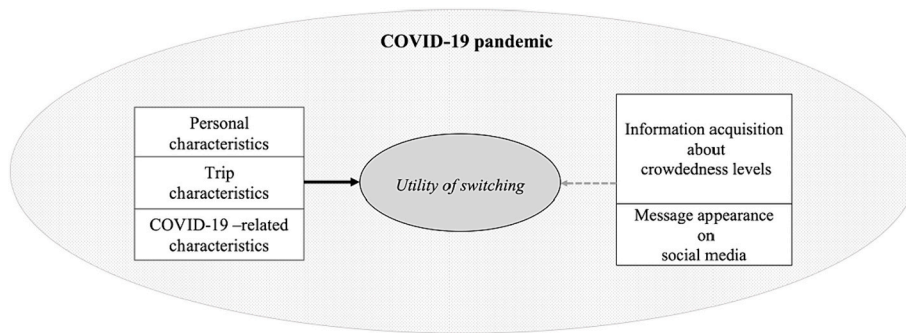 COVID-19 pandemic
Personal
characteristics
Trip
characteristics
COVID-19 –related
characteristics
Utility of switching
Information acquisition
about
crowdedness levels
Message appearance
on
social media